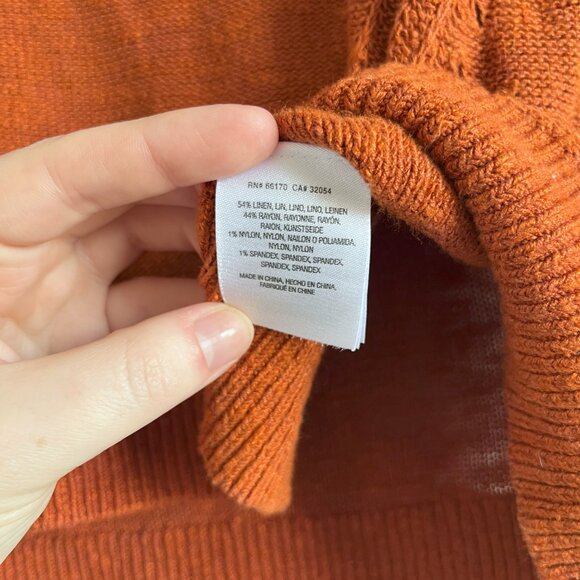 RN# 66170 CA# 32054
54% LINEN, LIN, LINO, LINO, LEINEN
44% RAYON, RAYONNE, RAYÓN,
RAION, KUNSTSEIDE
1% NYLON, NYLON, NAILON O POLIAMIDA,
NYLON, NYLON
1% SPANDEX, SPANDEX, SPANDEX,
SPANDEX, SPANDEX
MADE IN CHINA, HECHO EN CHINA,
FABRIQUÉ EN CHINE